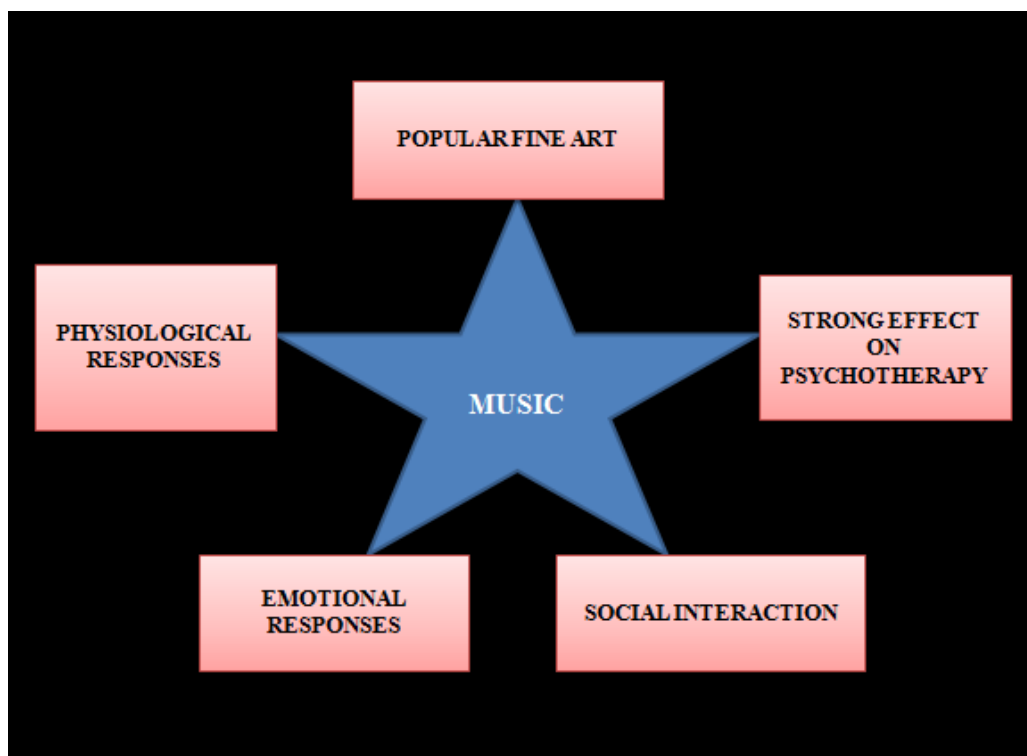 POPULAR FINE ART
PHYSIOLOGICAL
RESPONSES
STRONG EFFECT
ON
PSYCHOTHERAPY
MUSIC
EMOTIONAL
RESPONSES
SOCIAL INTERACTION